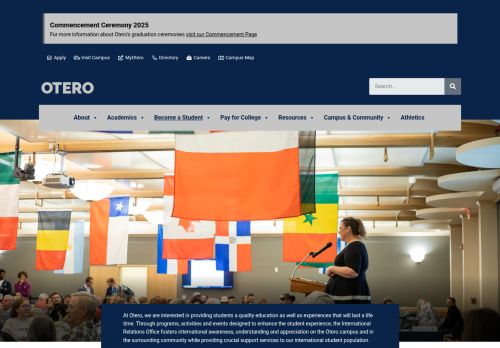 Commencement Ceremony 2025
For more information about Otero's graduation ceremonies visit our Commencement Page
Apply Visit Campus MyOtero Directory Careers Campus Map
OTERO
Search...
About Academics Become a Student Pay for College Resources Campus & Community Athletics
At Otero, we are interested in providing students a quality education as well as experiences that will last a life
time. Through programs, activities and events designed to enhance the student experience, the International
Relations Office fosters international awareness, understanding and appreciation on the Otero campus and in
the surrounding community while providing crucial support services to our international student population.